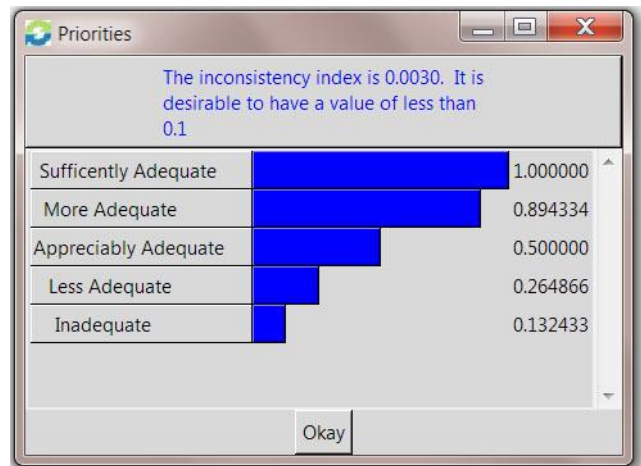 Priorities
The inconsistency index is 0.0030. It is
desirable to have a value of less than
0.1
Sufficently Adequate 1.000000
More Adequate 0.894334
Appreciably Adequate 0.500000
Less Adequate 0.264866
Inadequate 0.132433
Okay